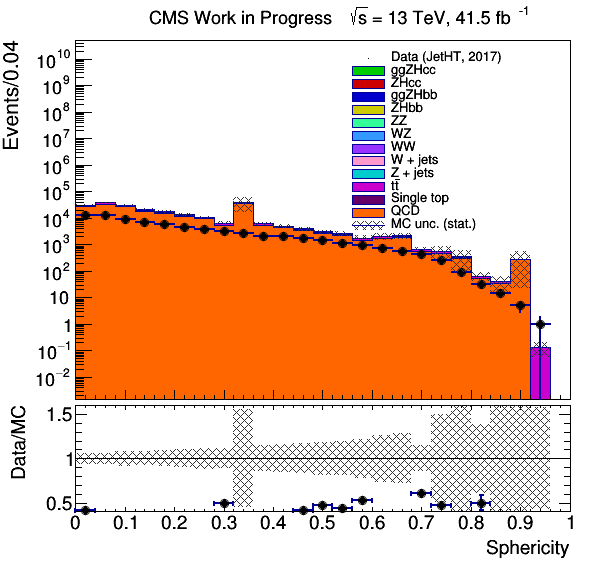 CMS Work in Progress √s = 13 TeV, 41.5 fb⁻¹
Events/0.04
10¹⁰
10⁹
10⁸
10⁷
10⁶
10⁵
10⁴
10³
10²
10
1
10⁻¹
10⁻²
Data (JetHT, 2017)
ggZHcc
ZHcc
ggZHbb
ZHbb
ZZ
WZ
WW
W + jets
Z + jets
tt̄
Single top
QCD
MC unc. (stat.)
Data/MC
1.5
1
0.5
0 0.1 0.2 0.3 0.4 0.5 0.6 0.7 0.8 0.9 1
Sphericity